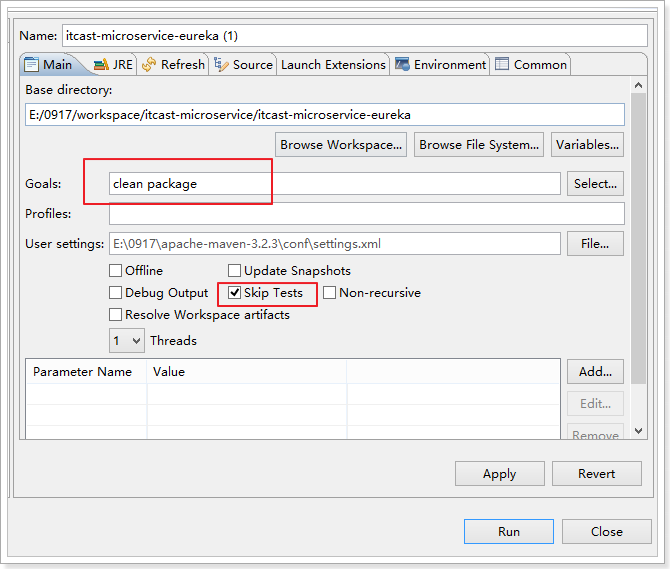 Name: itcast-microservice-eureka (1)
Main JRE Refresh Source Launch Extensions Environment Common
Base directory:
E:/0917/workspace/itcast-microservice/itcast-microservice-eureka
Browse Workspace... Browse File System... Variables...
Goals: clean package Select...
Profiles:
User settings: E:\0917\apache-maven-3.2.3\conf\settings.xml File...
Offline Update Snapshots
Debug Output Skip Tests Non-recursive
Resolve Workspace artifacts
1 Threads
Parameter Name Value Add...
Edit...
Remove
Apply Revert
Run Close